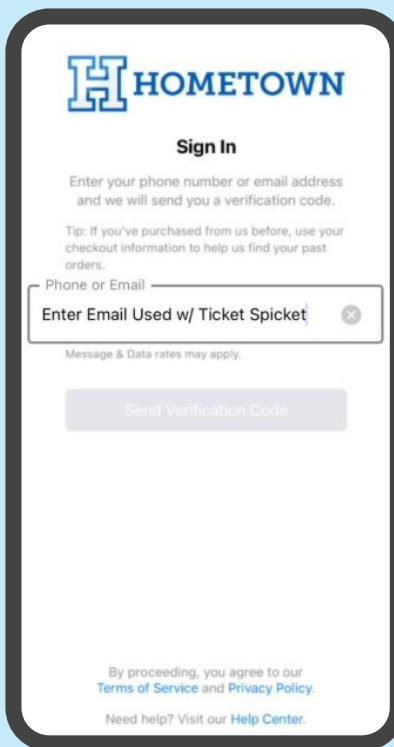 H HOMETOWN
Sign In
Enter your phone number or email address
and we will send you a verification code.
Tip: If you've purchased from us before, use your
checkout information to help us find your past
orders.
Phone or Email
Enter Email Used w/ Ticket Spicket
Message & Data rates may apply.
Send Verification Code
By proceeding, you agree to our
Terms of Service and Privacy Policy.
Need help? Visit our Help Center.